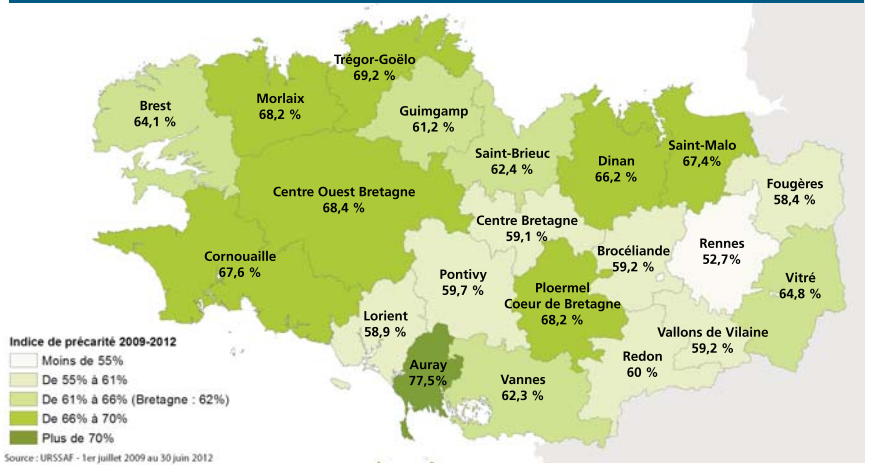 Trégor-Goëlo
69,2 %
Morlaix
68,2 %
Brest
64,1 %
Guimgamp
61,2 %
Saint-Brieuc
62,4 %
Dinan
66,2 %
Saint-Malo
67,4%
Fougères
58,4 %
Centre Ouest Bretagne
68,4 %
Centre Bretagne
59,1 %
Brocéliande
59,2 %
Rennes
52,7%
Vitré
64,8 %
Cornouaille
67,6 %
Pontivy
59,7 %
Ploermel
Coeur de Bretagne
68,2 %
Lorient
58,9 %
Vallons de Vilaine
59,2 %
Redon
60 %
Auray
77,5%
Vannes
62,3 %
Indice de précarité 2009-2012
Moins de 55%
De 55% à 61%
De 61% à 66% (Bretagne : 62%)
De 66% à 70%
Plus de 70%
Source : URSSAF - 1er juillet 2009 au 30 juin 2012